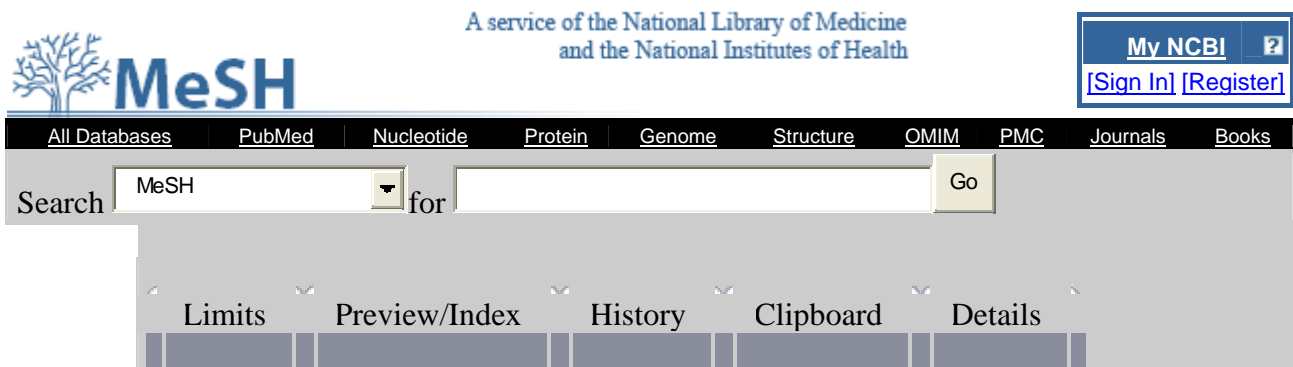 A service of the National Library of Medicine
and the National Institutes of Health
MeSH
My NCBI ?
[Sign In] [Register]
All Databases PubMed Nucleotide Protein Genome Structure OMIM PMC Journals Books
Search MeSH for Go
Limits Preview/Index History Clipboard Details